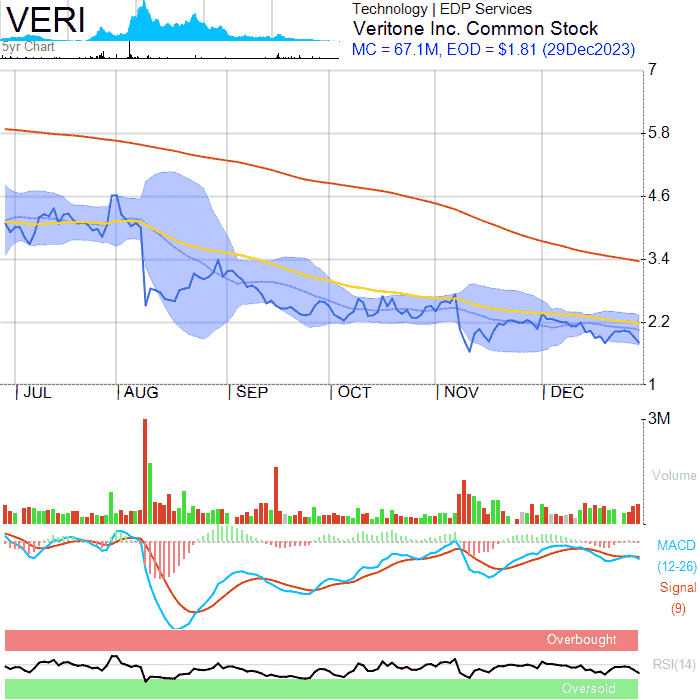 VERI
5yr Chart
Technology | EDP Services
Veritone Inc. Common Stock
MC = 67.1M, EOD = $1.81 (29Dec2023)
7
5.8
4.6
3.4
2.2
1
JUL AUG SEP OCT NOV DEC
3M
Volume
MACD
(12-26)
Signal
(9)
Overbought
RSI(14)
Oversold